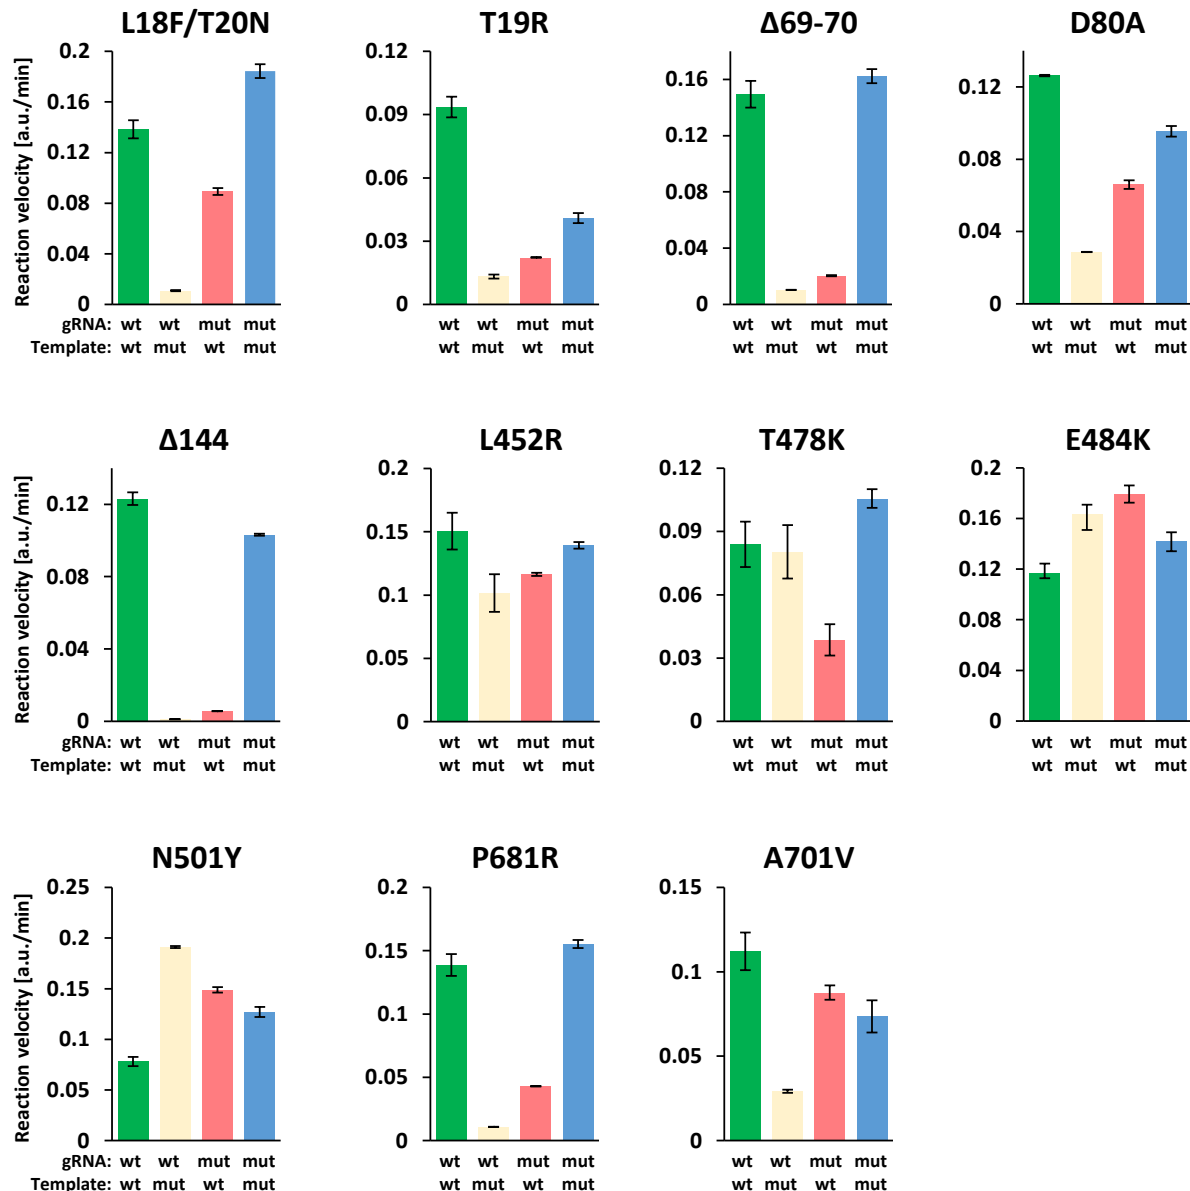 L18F/T20N T19R Δ69-70 D80A
Reaction velocity [a.u./min]
0.2 0.12 0.16 0.12
0.16 0.09 0.12 0.08
0.12 0.06 0.08 0.04
0.08 0.03 0.04 0
0.04 0 0
0
gRNA: wt wt mut mut wt wt mut mut wt wt mut mut wt wt mut mut
Template: wt mut wt mut wt mut wt mut wt mut wt mut wt mut wt mut
Δ144 L452R T478K E484K
Reaction velocity [a.u./min]
0.12 0.2 0.12 0.2
0.08 0.15 0.09 0.16
0.04 0.1 0.06 0.12
0 0.05 0.03 0.08
0 0 0.04
0
gRNA: wt wt mut mut wt wt mut mut wt wt mut mut wt wt mut mut
Template: wt mut wt mut wt mut wt mut wt mut wt mut wt mut wt mut
N501Y P681R A701V
Reaction velocity [a.u./min]
0.25 0.2 0.15
0.2 0.15 0.1
0.15 0.1 0.05
0.1 0.05 0
0.05 0
0
gRNA: wt wt mut mut wt wt mut mut wt wt mut mut
Template: wt mut wt mut wt mut wt mut wt mut wt mut